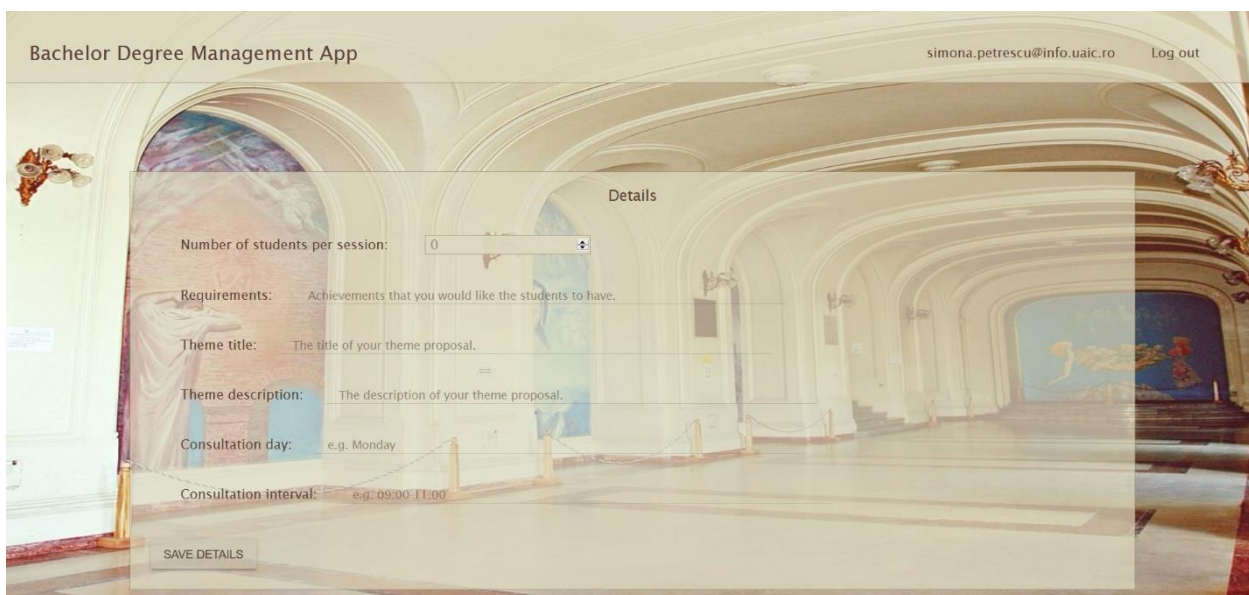 Bachelor Degree Management App simona.petrescu@info.uaic.ro Log out
Details
Number of students per session: 0
Requirements: Achievements that you would like the students to have.
Theme title: The title of your theme proposal.
Theme description: The description of your theme proposal.
Consultation day: e.g. Monday
Consultation interval: e.g. 09:00-11:00
SAVE DETAILS